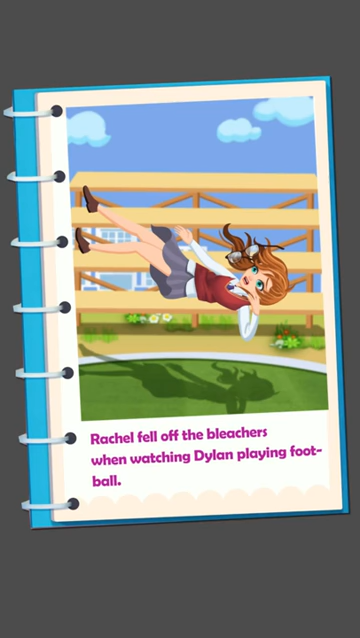 Rachel fell off the bleachers
when watching Dylan playing foot-
ball.